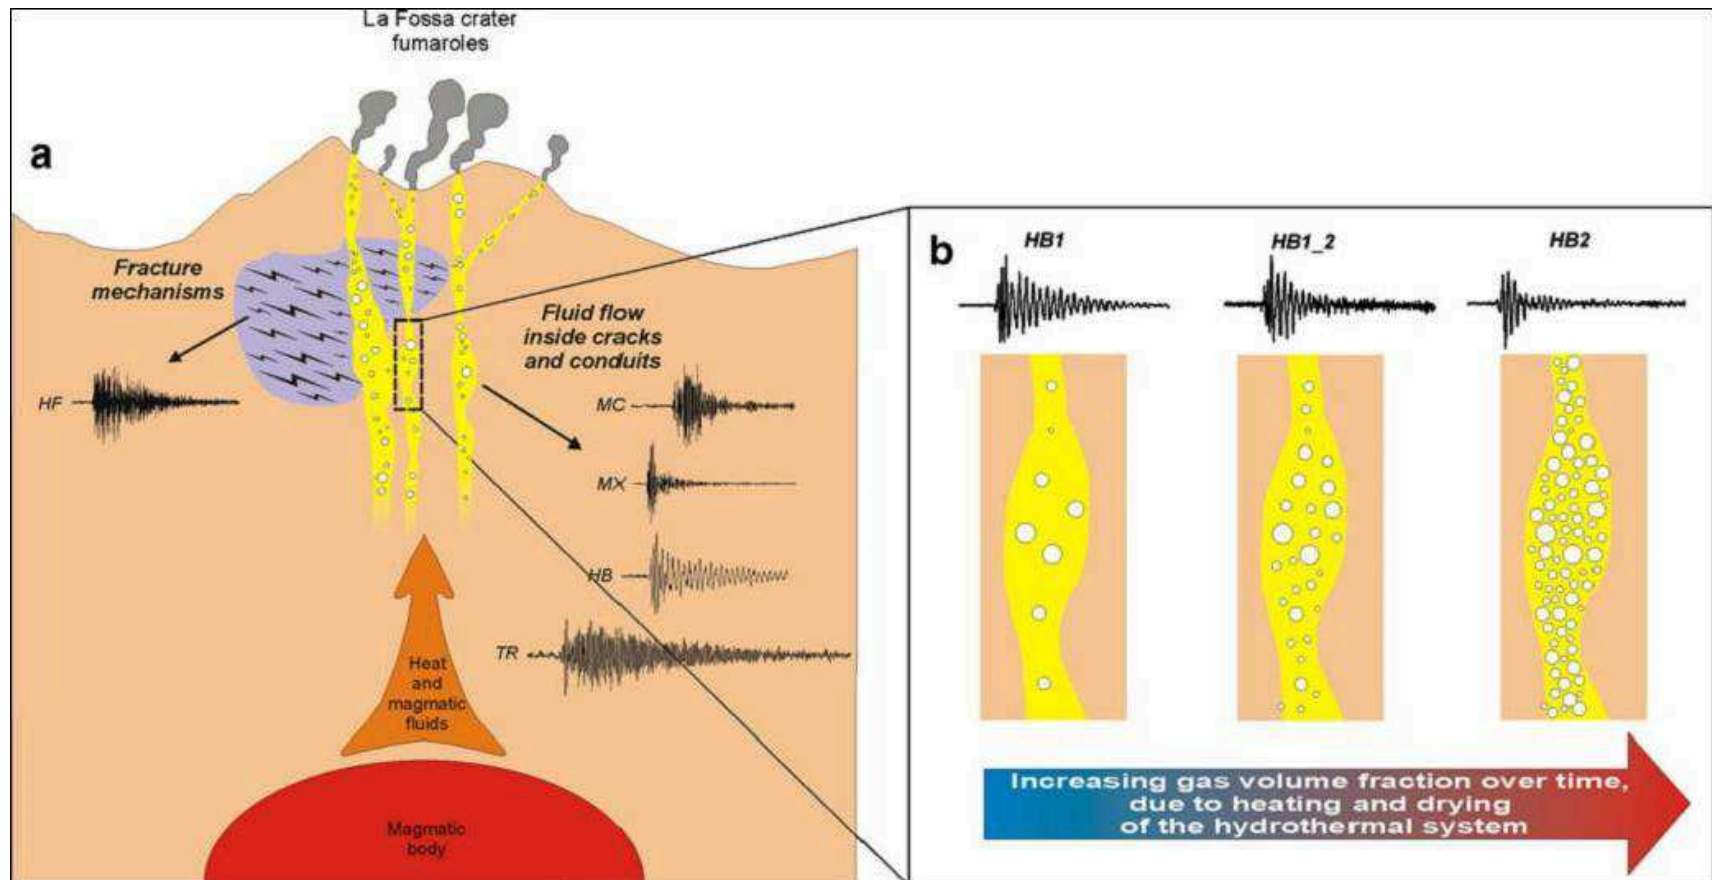 La Fossa crater
fumaroles
a
Fracture
mechanisms
HF
Fluid flow
inside cracks
and conduits
MC
MX
HB
TR
Heat
and
magmatic
fluids
Magmatic
body
b
HB1
HB1_2
HB2
Increasing gas volume fraction over time,
due to heating and drying
of the hydrothermal system